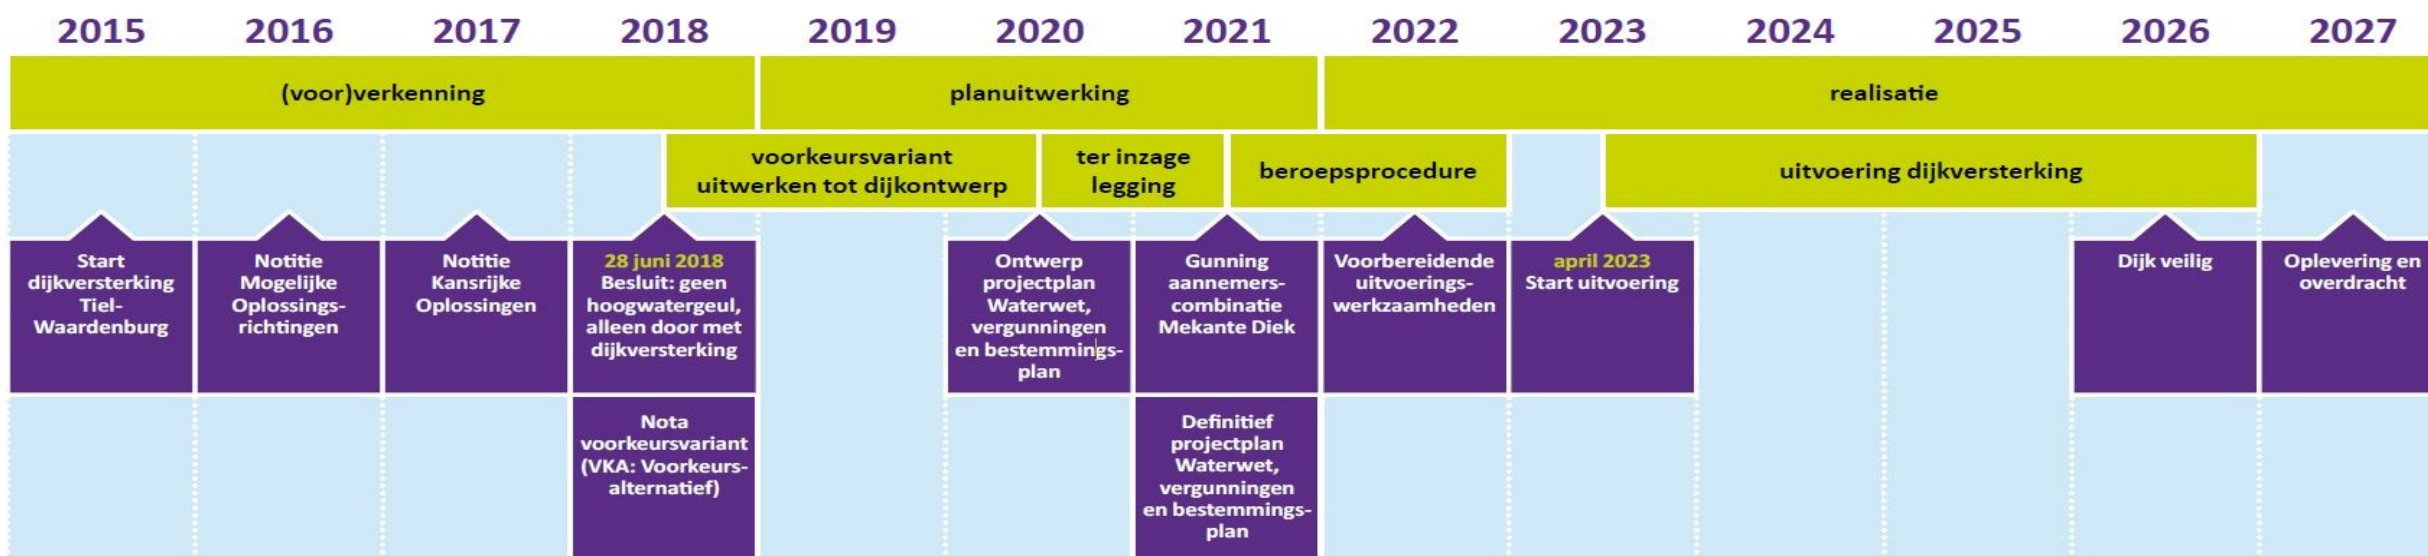 2015 2016 2017 2018 2019 2020 2021 2022 2023 2024 2025 2026 2027
(voor)verkenning planuitwerking realisatie
voorkeursvariant
uitwerken tot dijkontwerp
ter inzage
legging
beroepsprocedure
uitvoering dijkversterking
Start
dijkversterking
Tiel-
Waardenburg
Notitie
Mogelijke
Oplossings-
richtingen
Notitie
Kansrijke
Oplossingen
28 juni 2018
Besluit: geen
hoogwatergeul,
alleen door met
dijkversterking
Nota
voorkeursvariant
(VKA: Voorkeurs-
alternatief)
Ontwerp
projectplan
Waterwet,
vergunningen
en bestemmings-
plan
Gunning
aannemers-
combinatie
Mekante Diek
Definitief
projectplan
Waterwet,
vergunningen
en bestemmings-
plan
Voorbereidende
uitvoerings-
werkzaamheden
april 2023
Start uitvoering
Dijk veilig
Oplevering en
overdracht